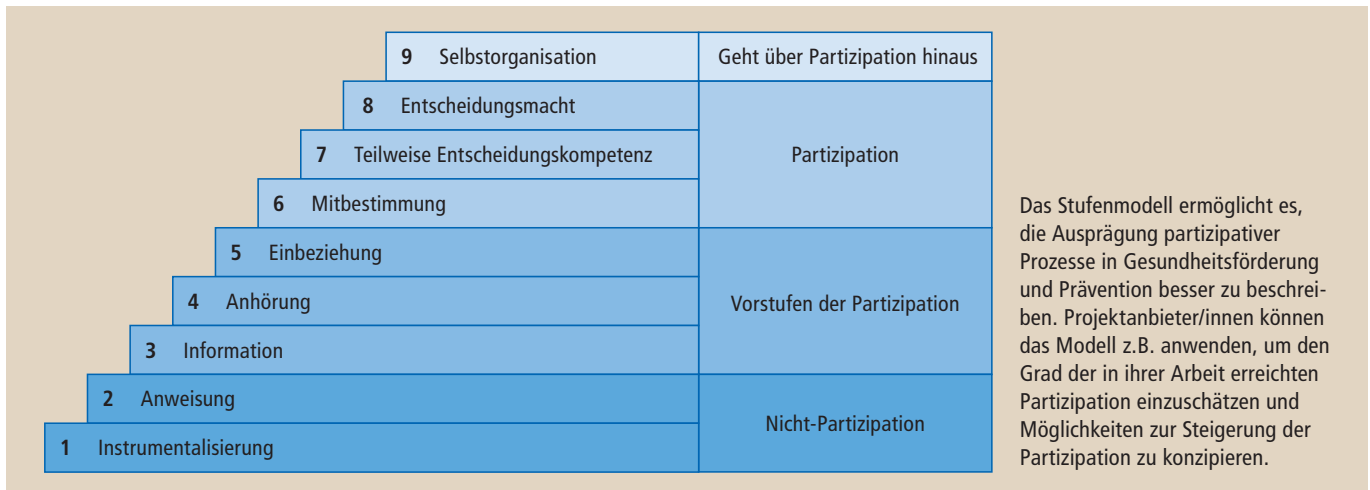 9 Selbstorganisation Geht über Partizipation hinaus
8 Entscheidungsmacht
7 Teilweise Entscheidungskompetenz Partizipation
6 Mitbestimmung
5 Einbeziehung
4 Anhörung Vorstufen der Partizipation
3 Information
2 Anweisung
Nicht-Partizipation
1 Instrumentalisierung
Das Stufenmodell ermöglicht es,
die Ausprägung partizipativer
Prozesse in Gesundheitsförderung
und Prävention besser zu beschrei-
ben. Projektanbieter/innen können
das Modell z.B. anwenden, um den
Grad der in ihrer Arbeit erreichten
Partizipation einzuschätzen und
Möglichkeiten zur Steigerung der
Partizipation zu konzipieren.